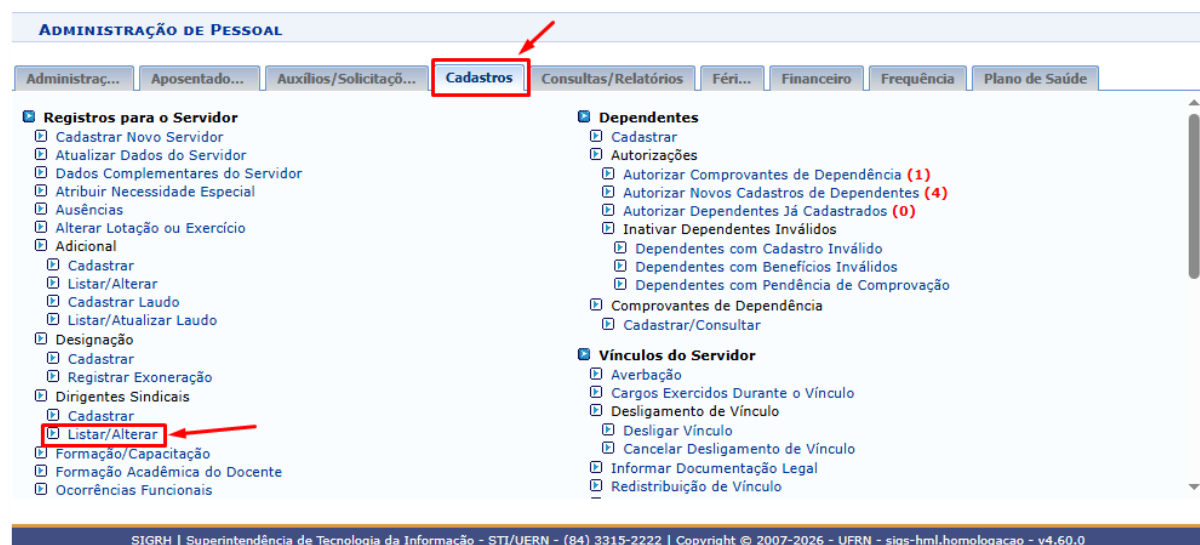 Administração de Pessoal
Administraç...
Aposentado...
Auxílios/Solicitaçõ...
Cadastros
Consultas/Relatórios
Féri...
Financeiro
Frequência
Plano de Saúde
Registros para o Servidor
Cadastrar Novo Servidor
Atualizar Dados do Servidor
Dados Complementares do Servidor
Atribuir Necessidade Especial
Ausências
Alterar Lotação ou Exercício
Adicional
Cadastrar
Listar/Alterar
Cadastrar Laudo
Listar/Atualizar Laudo
Designação
Cadastrar
Registrar Exoneração
Dirigentes Sindicais
Cadastrar
Listar/Alterar
Formação/Capacitação
Formação Acadêmica do Docente
Ocorrências Funcionais
Dependentes
Cadastrar
Autorizações
Autorizar Comprovantes de Dependência (1)
Autorizar Novos Cadastros de Dependentes (4)
Autorizar Dependentes Já Cadastrados (0)
Inativar Dependentes Inválidos
Dependentes com Cadastro Inválido
Dependentes com Benefícios Inválidos
Dependentes com Pendência de Comprovação
Comprovantes de Dependência
Cadastrar/Consultar
Vínculos do Servidor
Averbação
Cargos Exercidos Durante o Vínculo
Desligamento de Vínculo
Desligar Vínculo
Cancelar Desligamento de Vínculo
Informar Documentação Legal
Redistribuição de Vínculo
SIGRH | Superintendência de Tecnologia da Informação - STI/UERN - (84) 3315-2222 | Copyright © 2007-2026 - UFRN - sigs-hml.homologacao - v4.60.0